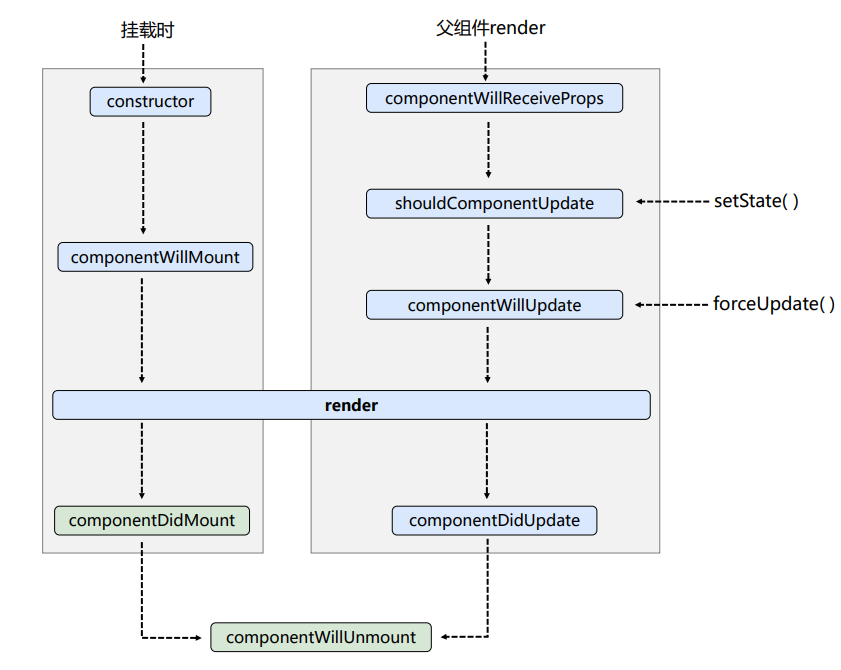 挂载时
父组件render
constructor
componentWillReceiveProps
shouldComponentUpdate
setState( )
componentWillMount
componentWillUpdate
forceUpdate( )
render
componentDidMount
componentDidUpdate
componentWillUnmount